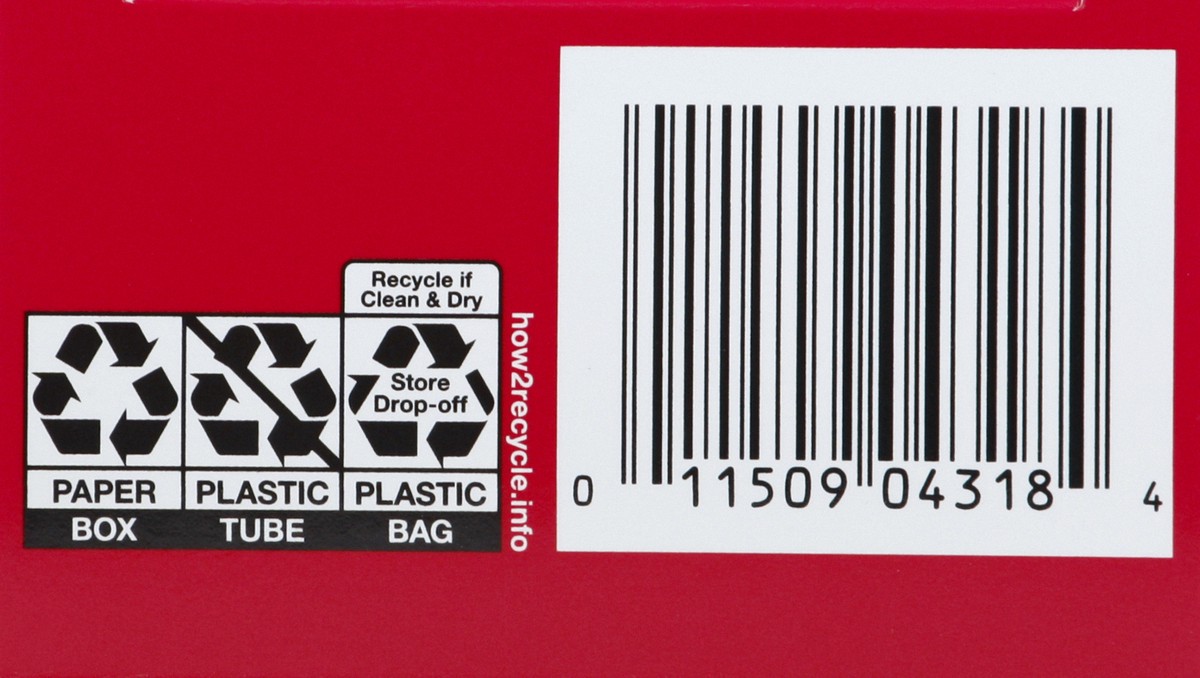 Recycle if
Clean & Dry
Store
Drop-off
PAPER
BOX
PLASTIC
TUBE
PLASTIC
BAG
how2recycle.info
0 11509 04318 4